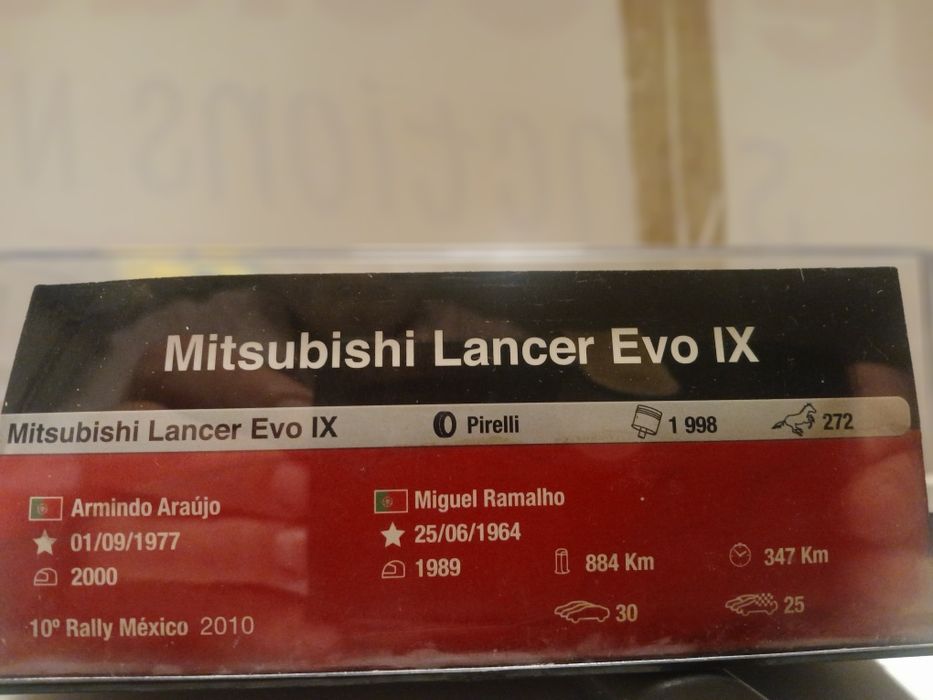 Mitsubishi Lancer Evo IX
Mitsubishi Lancer Evo IX Pirelli 1 998 272
Armindo Araújo Miguel Ramalho
01/09/1977 25/06/1964
2000 1989 884 Km 347 Km
30 25
10º Rally México 2010